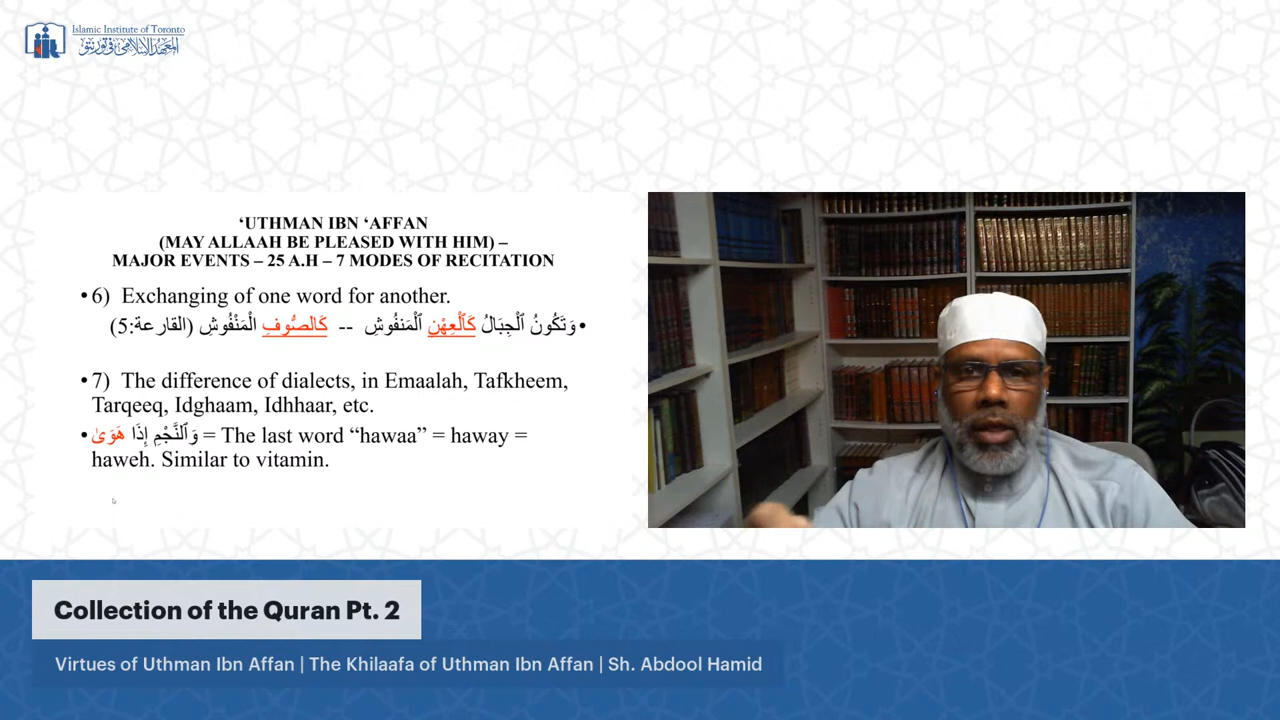 Islamic Institute of Toronto
المعهد الإسلامي في تورنتو
‘UTHMAN IBN ‘AFFAN
(MAY ALLAAH BE PLEASED WITH HIM) –
MAJOR EVENTS – 25 A.H – 7 MODES OF RECITATION
• 6) Exchanging of one word for another.
• وَتَكُونُ ٱلْجِبَالُ كَٱلْعِهْنِ ٱلْمَنفُوشِ -- كَالصُّوفِ الْمَنْفُوشِ (القارعة:5)
• 7) The difference of dialects, in Emaalah, Tafkheem,
Tarqeeq, Idghaam, Idhhaar, etc.
• وَٱلنَّجْمِ إِذَا هَوَىٰ = The last word “hawaa” = haway =
haweh. Similar to vitamin.
Collection of the Quran Pt. 2
Virtues of Uthman Ibn Affan | The Khilaafa of Uthman Ibn Affan | Sh. Abdool Hamid